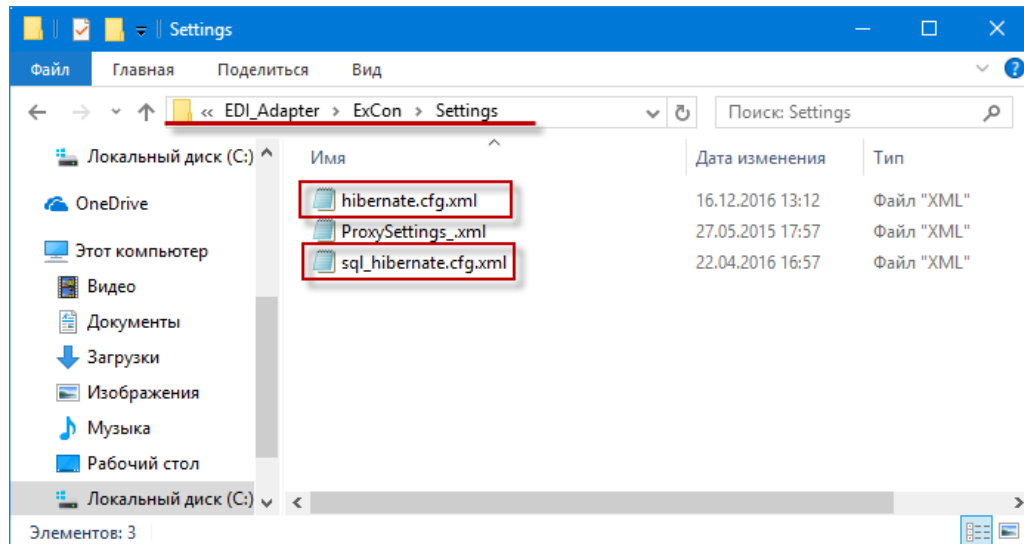 Settings
Файл Главная Поделиться Вид
« EDI_Adapter › ExCon › Settings Поиск: Settings
Локальный диск (C:)
OneDrive
Этот компьютер
Видео
Документы
Загрузки
Изображения
Музыка
Рабочий стол
Локальный диск (C:)
Имя Дата изменения Тип
hibernate.cfg.xml 16.12.2016 13:12 Файл "XML"
ProxySettings_.xml 27.05.2015 17:57 Файл "XML"
sql_hibernate.cfg.xml 22.04.2016 16:57 Файл "XML"
Элементов: 3